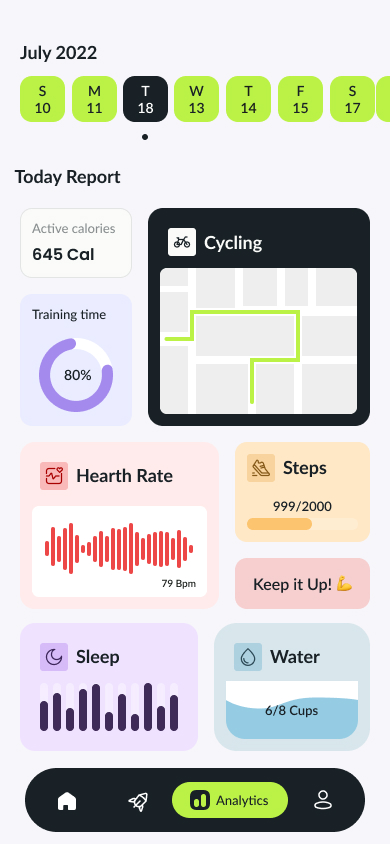 July 2022
S M T W T F S
10 11 18 13 14 15 17
Today Report
Active calories
645 Cal
Training time
80%
Cycling
Hearth Rate
79 Bpm
Steps
999/2000
Keep it Up! 💪
Sleep
Water
6/8 Cups
Analytics